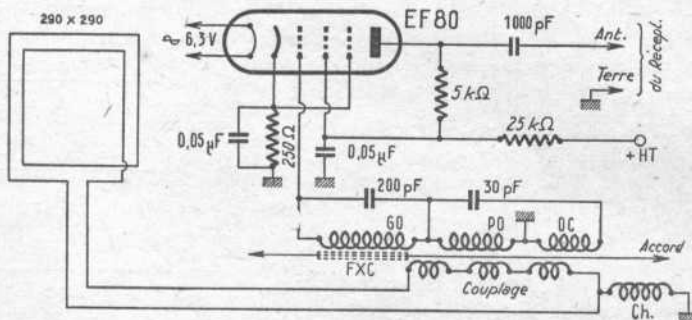 290 x 290
6,3V
EF80
1000 pF
Ant.
Terre
du Récept.
5 kΩ
25 kΩ
+ HT
0,05 µF
250 Ω
0,05 µF
200 pF
30 pF
GO
PO
OC
FXC
Accord
Couplage
Ch.